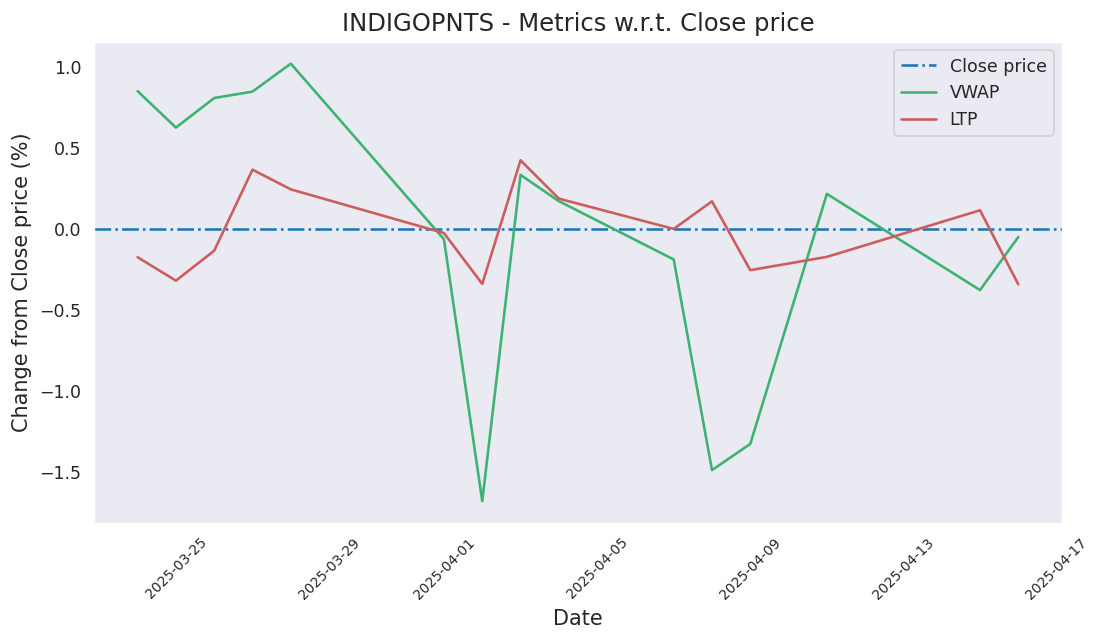 INDIGOPNTS - Metrics w.r.t. Close price
Close price
VWAP
LTP
Change from Close price (%)
1.0
0.5
0.0
−0.5
−1.0
−1.5
2025-03-25
2025-03-29
2025-04-01
2025-04-05
2025-04-09
2025-04-13
2025-04-17
Date